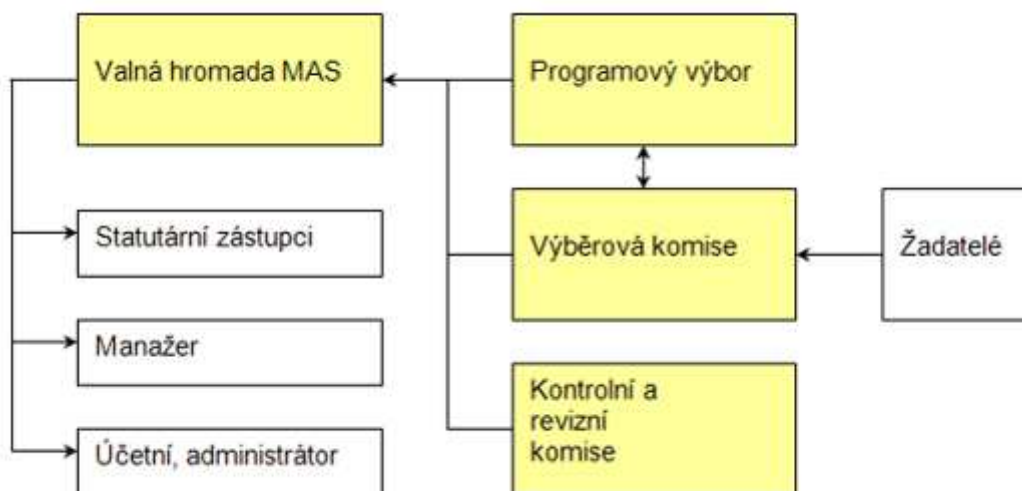 Valná hromada MAS
Programový výbor
Statutární zástupci
Výběrová komise
Žadatelé
Manažer
Kontrolní a
revizní
komise
Účetní, administrátor